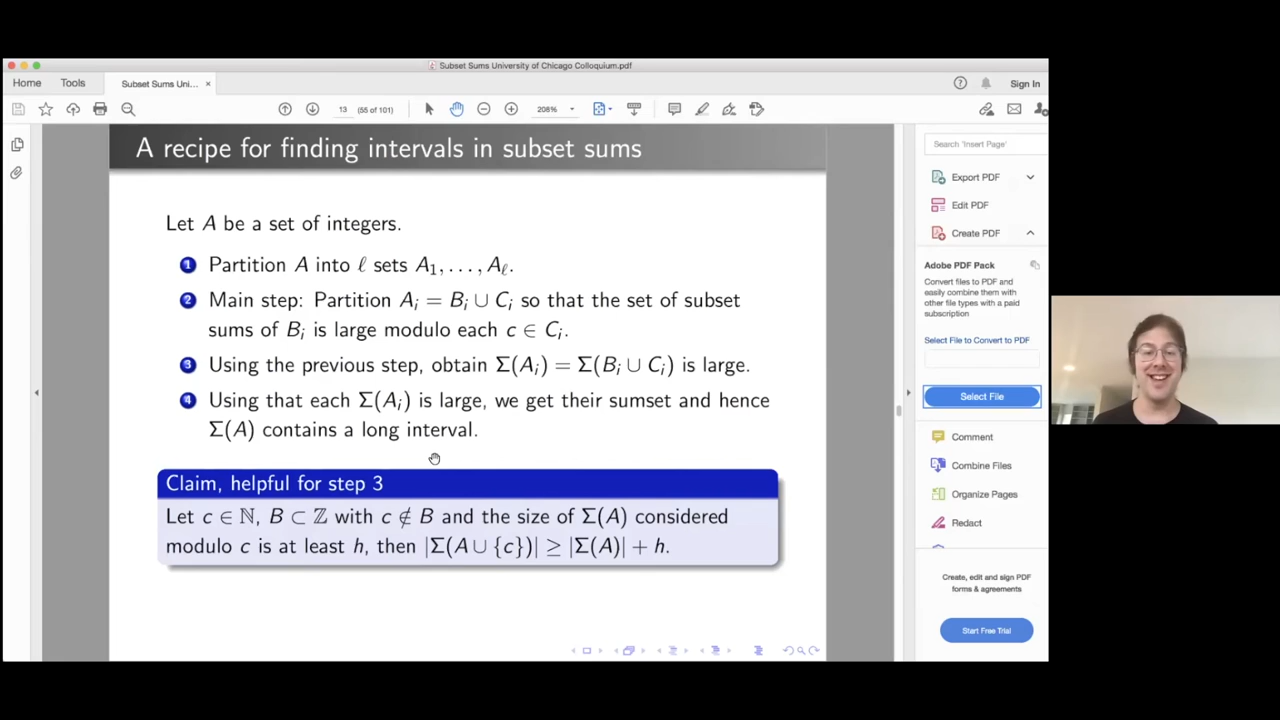 Subset Sums University of Chicago Colloquium.pdf
Home Tools Subset Sums Uni... × Sign In
13 (55 of 101) 208%
A recipe for finding intervals in subset sums
Let A be a set of integers.
1 Partition A into ℓ sets A₁, . . . , Aℓ.
2 Main step: Partition Aᵢ = Bᵢ ∪ Cᵢ so that the set of subset
sums of Bᵢ is large modulo each c ∈ Cᵢ.
3 Using the previous step, obtain Σ(Aᵢ) = Σ(Bᵢ ∪ Cᵢ) is large.
4 Using that each Σ(Aᵢ) is large, we get their sumset and hence
Σ(A) contains a long interval.
Claim, helpful for step 3
Let c ∈ ℕ, B ⊂ ℤ with c ∉ B and the size of Σ(A) considered
modulo c is at least h, then |Σ(A ∪ {c})| ≥ |Σ(A)| + h.
Search 'Insert Page'
Export PDF
Edit PDF
Create PDF
Adobe PDF Pack
Convert files to PDF and
easily combine them with
other file types with a paid
subscription
Select File to Convert to PDF
Select File
Comment
Combine Files
Organize Pages
Redact
Create, edit and sign PDF
forms & agreements
Start Free Trial